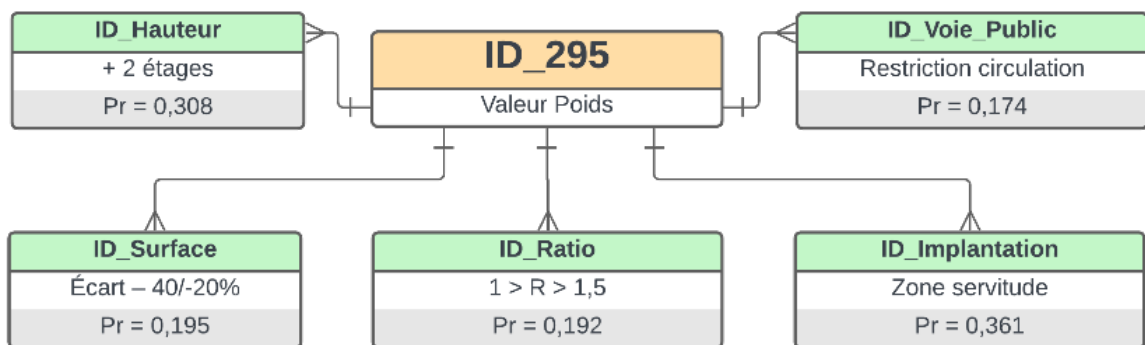 ID_Hauteur
+ 2 étages
Pr = 0,308
ID_295
Valeur Poids
ID_Voie_Public
Restriction circulation
Pr = 0,174
ID_Surface
Écart – 40/-20%
Pr = 0,195
ID_Ratio
1 > R > 1,5
Pr = 0,192
ID_Implantation
Zone servitude
Pr = 0,361